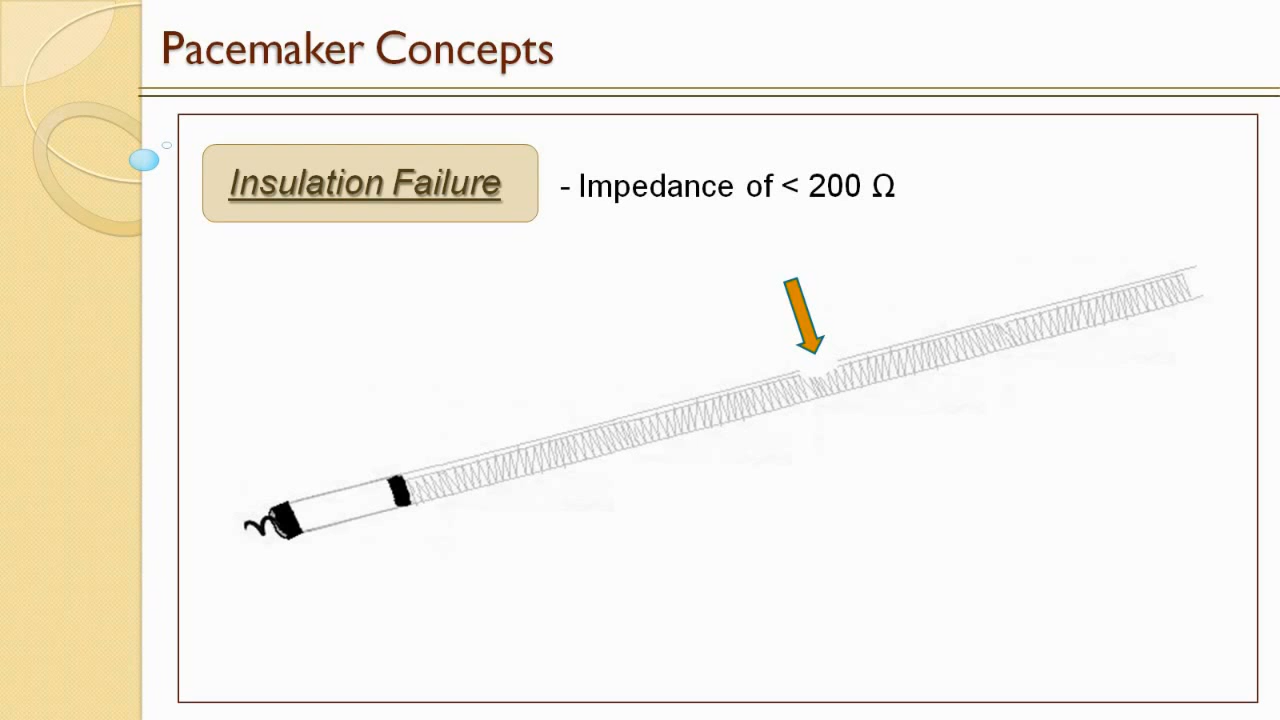 Pacemaker Concepts
Insulation Failure
- Impedance of < 200 Ω